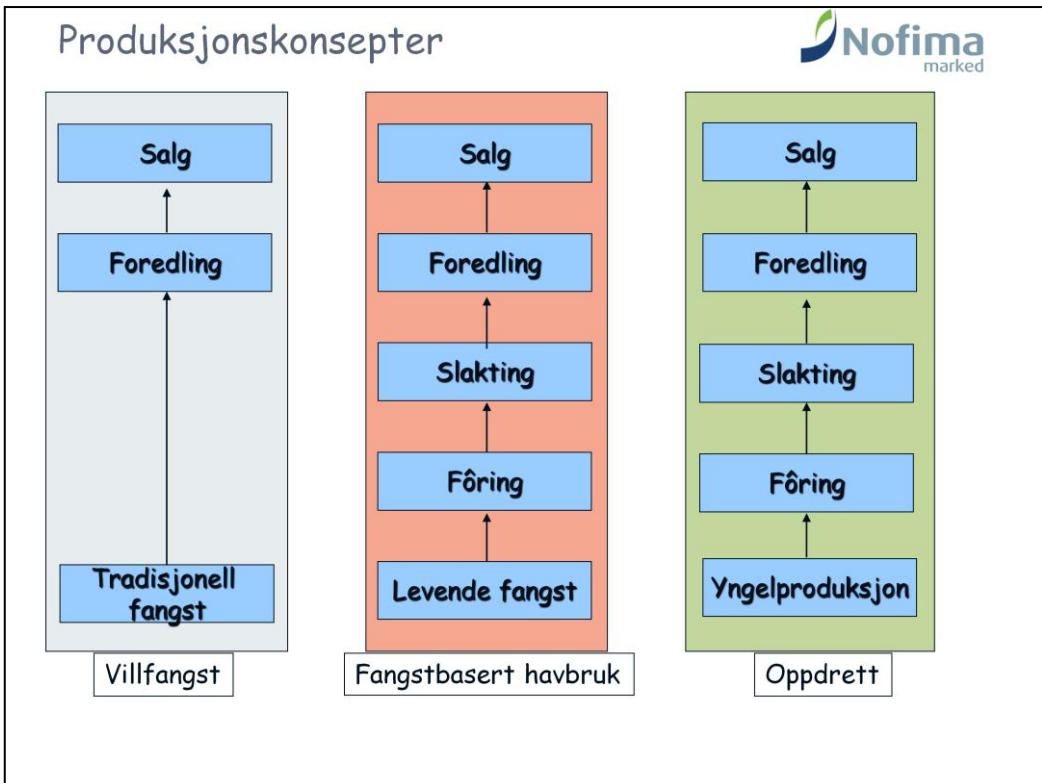 Produksjonskonsepter
Nofima
marked
Salg
Foredling
Tradisjonell
fangst
Villfangst
Salg
Foredling
Slakting
Fôring
Levende fangst
Fangstbasert havbruk
Salg
Foredling
Slakting
Fôring
Yngelproduksjon
Oppdrett